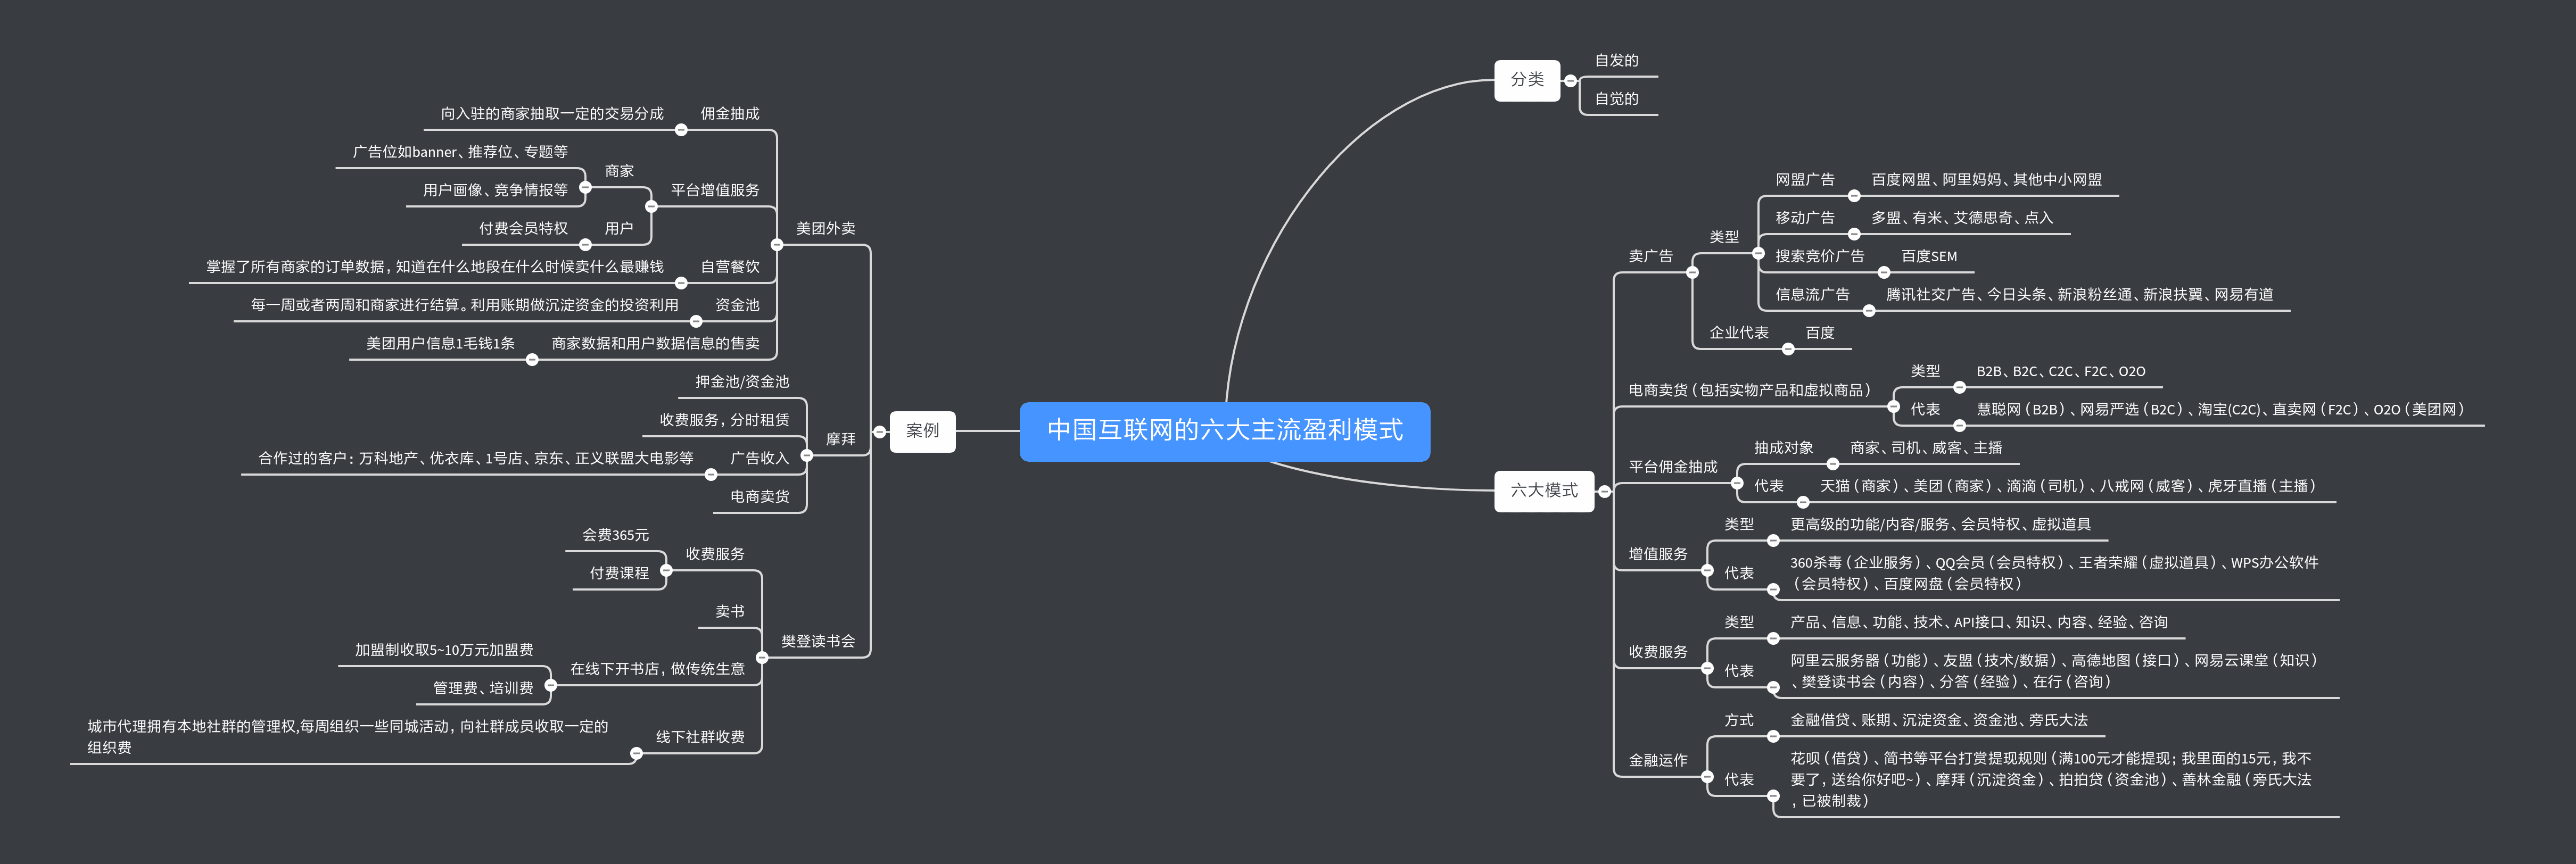 中国互联网的六大主流盈利模式
分类
自发的
自觉的
六大模式
卖广告
类型
网盟广告
百度网盟、阿里妈妈、其他中小网盟
移动广告
多盟、有米、艾德思奇、点入
搜索竞价广告
百度SEM
信息流广告
腾讯社交广告、今日头条、新浪粉丝通、新浪扶翼、网易有道
企业代表
百度
电商卖货（包括实物产品和虚拟商品）
类型
B2B、B2C、C2C、F2C、O2O
代表
慧聪网（B2B）、网易严选（B2C）、淘宝(C2C)、直卖网（F2C）、O2O（美团网）
平台佣金抽成
抽成对象
商家、司机、威客、主播
代表
天猫（商家）、美团（商家）、滴滴（司机）、八戒网（威客）、虎牙直播（主播）
增值服务
类型
更高级的功能/内容/服务、会员特权、虚拟道具
代表
360杀毒（企业服务）、QQ会员（会员特权）、王者荣耀（虚拟道具）、WPS办公软件
（会员特权）、百度网盘（会员特权）
收费服务
类型
产品、信息、功能、技术、API接口、知识、内容、经验、咨询
代表
阿里云服务器（功能）、友盟（技术/数据）、高德地图（接口）、网易云课堂（知识）
、樊登读书会（内容）、分答（经验）、在行（咨询）
金融运作
方式
金融借贷、账期、沉淀资金、资金池、旁氏大法
代表
花呗（借贷）、简书等平台打赏提现规则（满100元才能提现；我里面的15元，我不
要了，送给你好吧~）、摩拜（沉淀资金）、拍拍贷（资金池）、善林金融（旁氏大法
，已被制裁）
案例
美团外卖
佣金抽成
向入驻的商家抽取一定的交易分成
平台增值服务
商家
广告位如banner、推荐位、专题等
用户画像、竞争情报等
用户
付费会员特权
自营餐饮
掌握了所有商家的订单数据，知道在什么地段在什么时候卖什么最赚钱
资金池
每一周或者两周和商家进行结算。利用账期做沉淀资金的投资利用
商家数据和用户数据信息的售卖
美团用户信息1毛钱1条
摩拜
押金池/资金池
收费服务，分时租赁
广告收入
合作过的客户：万科地产、优衣库、1号店、京东、正义联盟大电影等
电商卖货
樊登读书会
收费服务
会费365元
付费课程
卖书
在线下开书店，做传统生意
加盟制收取5~10万元加盟费
管理费、培训费
线下社群收费
城市代理拥有本地社群的管理权,每周组织一些同城活动，向社群成员收取一定的
组织费